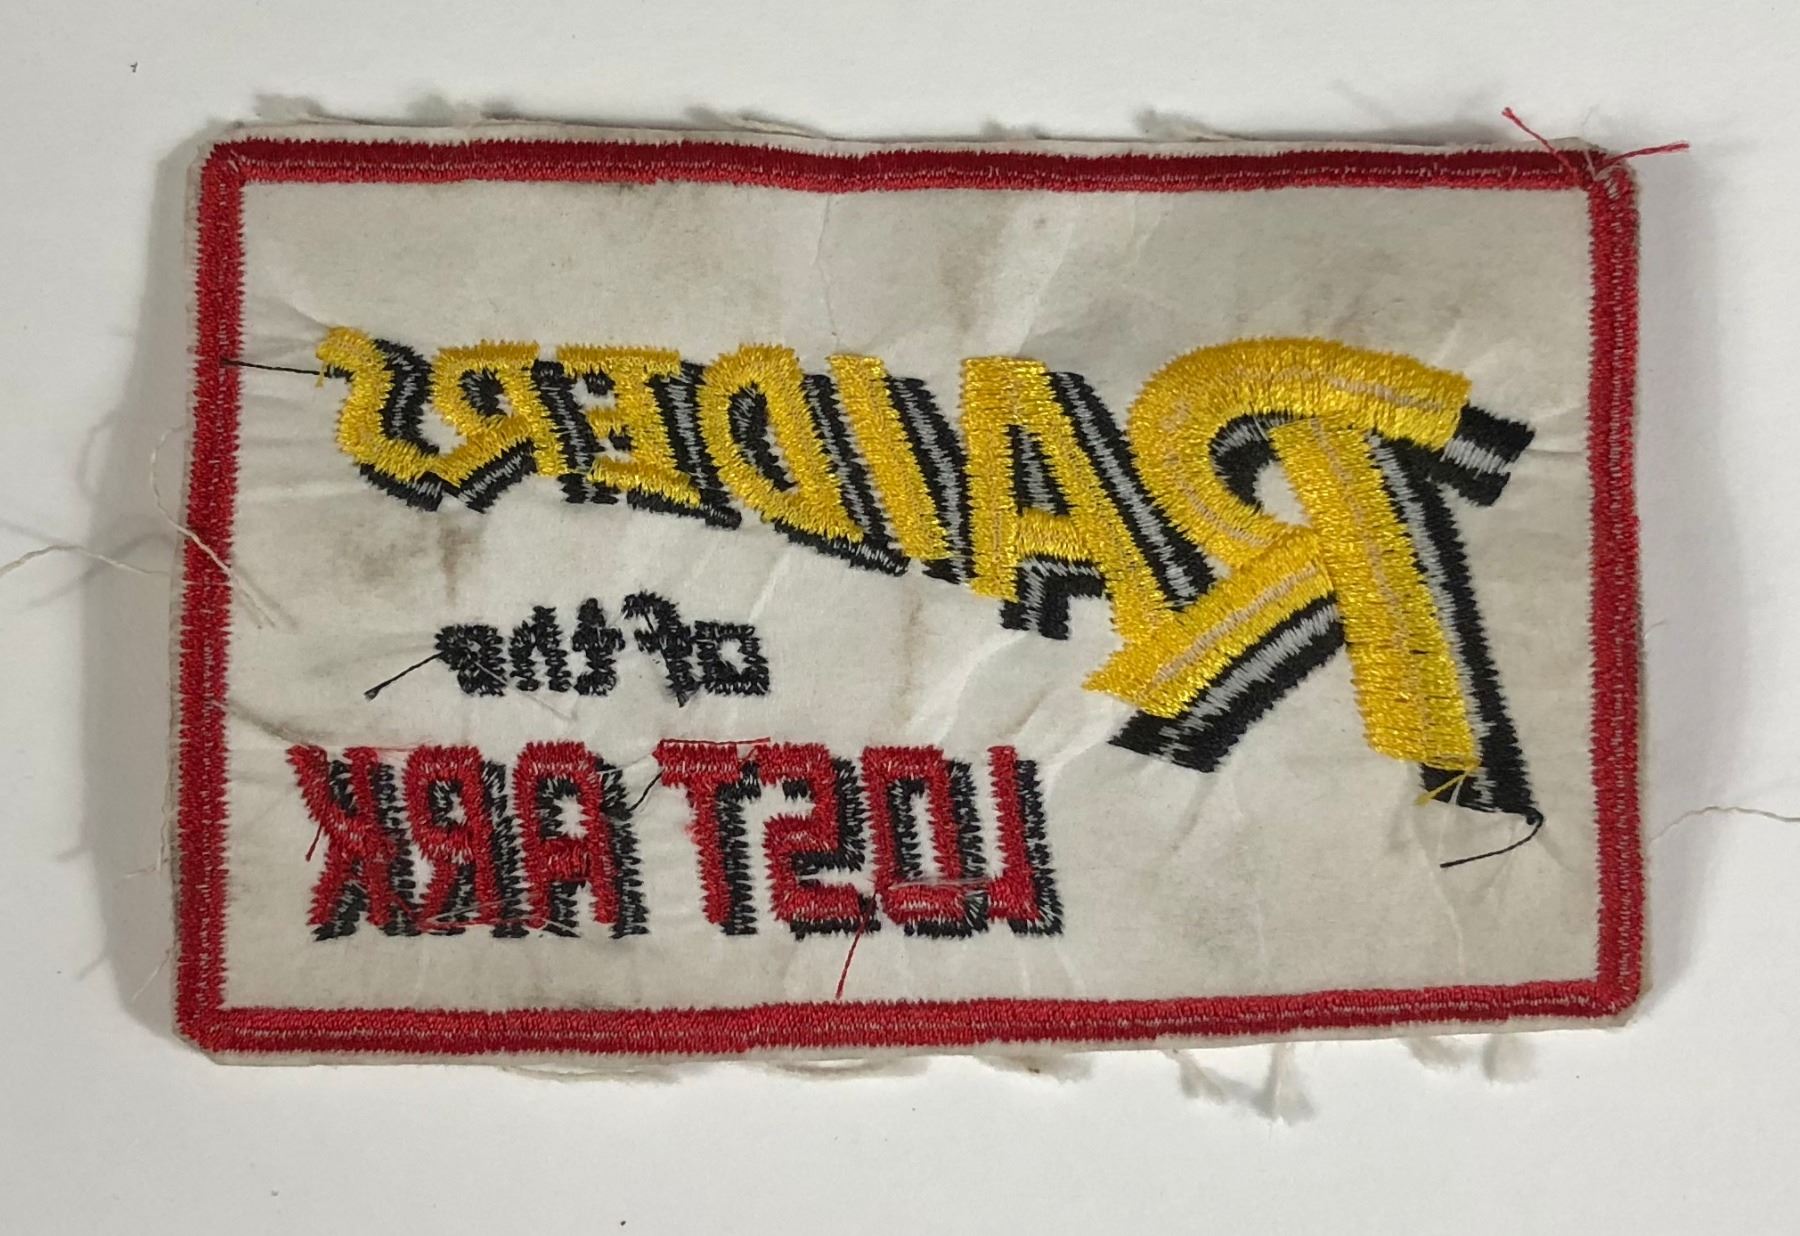 RAIDERS
of the
LOST ARK